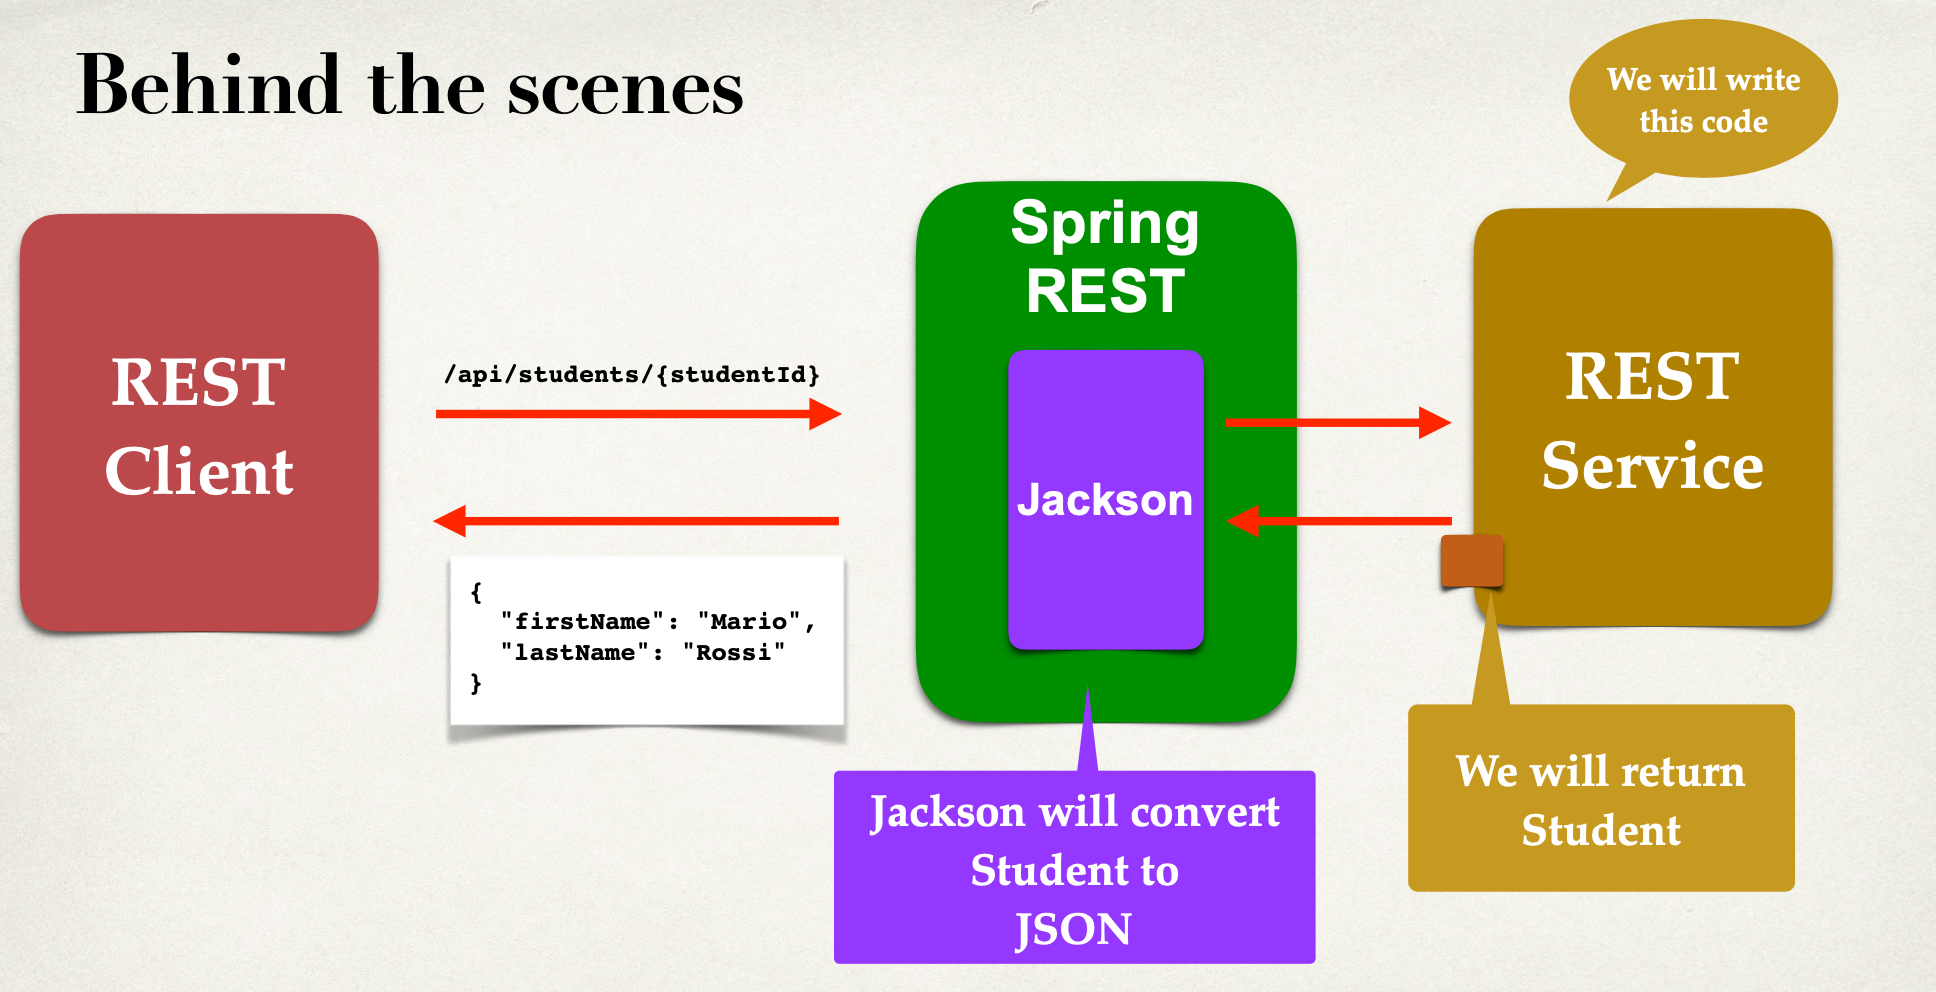 Behind the scenes
We will write
this code
REST
Client
/api/students/{studentId}
{
  "firstName": "Mario",
  "lastName": "Rossi"
}
Spring
REST
Jackson
REST
Service
Jackson will convert
Student to
JSON
We will return
Student